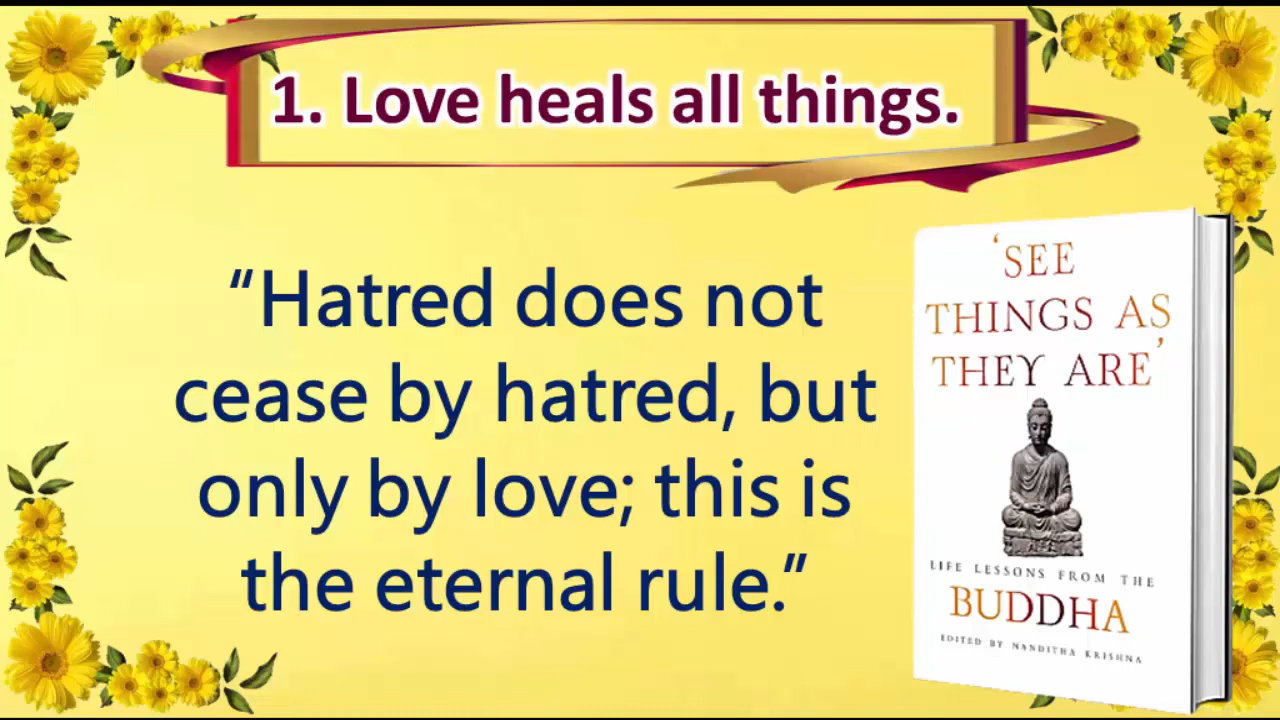 1. Love heals all things.
“Hatred does not
cease by hatred, but
only by love; this is
the eternal rule.”
‘SEE
THINGS AS
THEY ARE’
LIFE LESSONS FROM THE
BUDDHA
EDITED BY NANDITHA KRISHNA